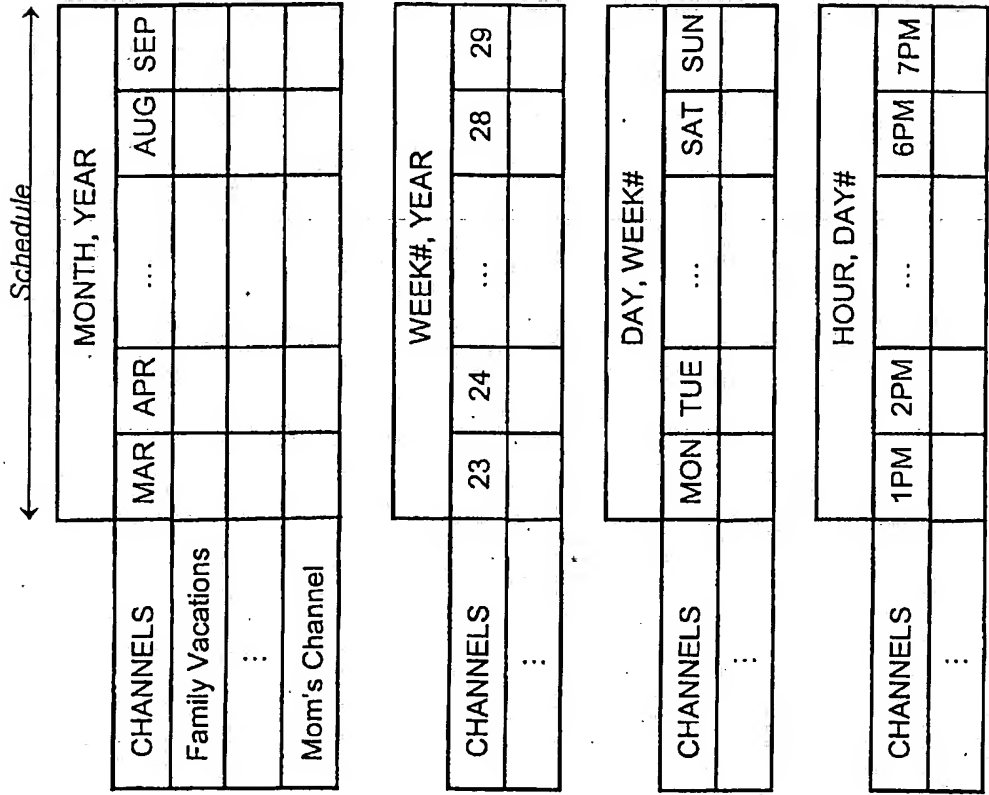 Schedule
MONTH, YEAR
CHANNELS MAR APR ... AUG SEP
Family Vacations
...
Mom's Channel
WEEK#, YEAR
CHANNELS 23 24 ... 28 29
...
DAY, WEEK#
CHANNELS MON TUE ... SAT SUN
...
HOUR, DAY#
CHANNELS 1PM 2PM ... 6PM 7PM
...